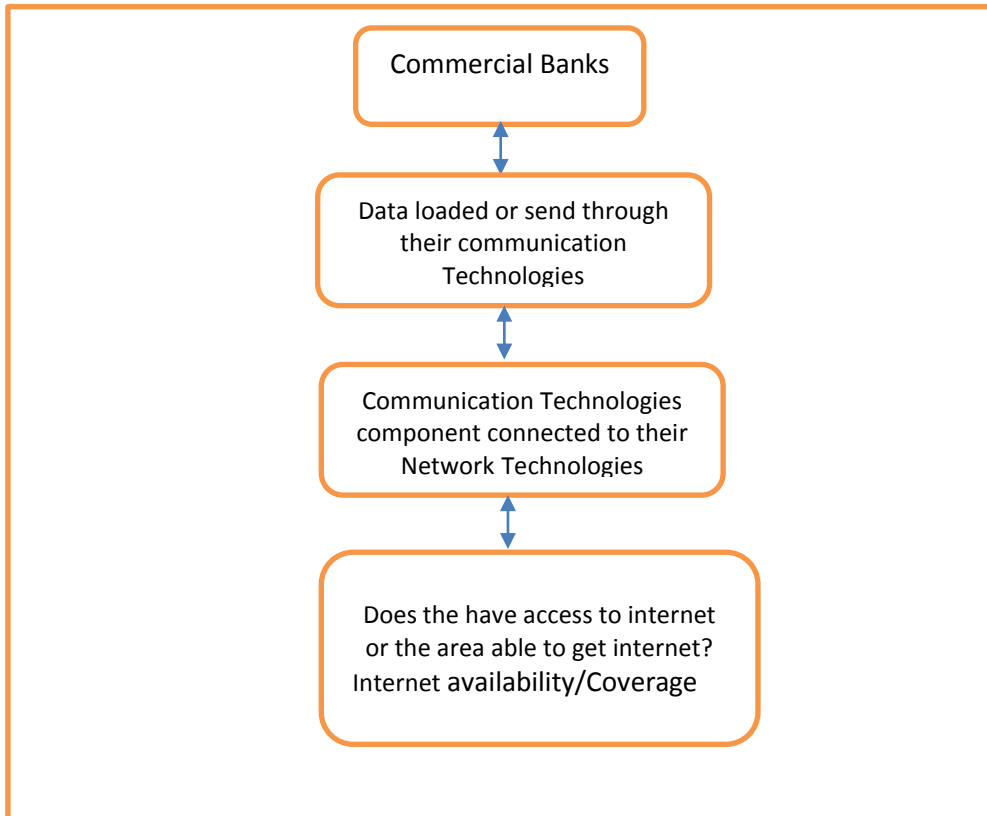 Commercial Banks
Data loaded or send through
their communication
Technologies
Communication Technologies
component connected to their
Network Technologies
Does the have access to internet
or the area able to get internet?
Internet availability/Coverage